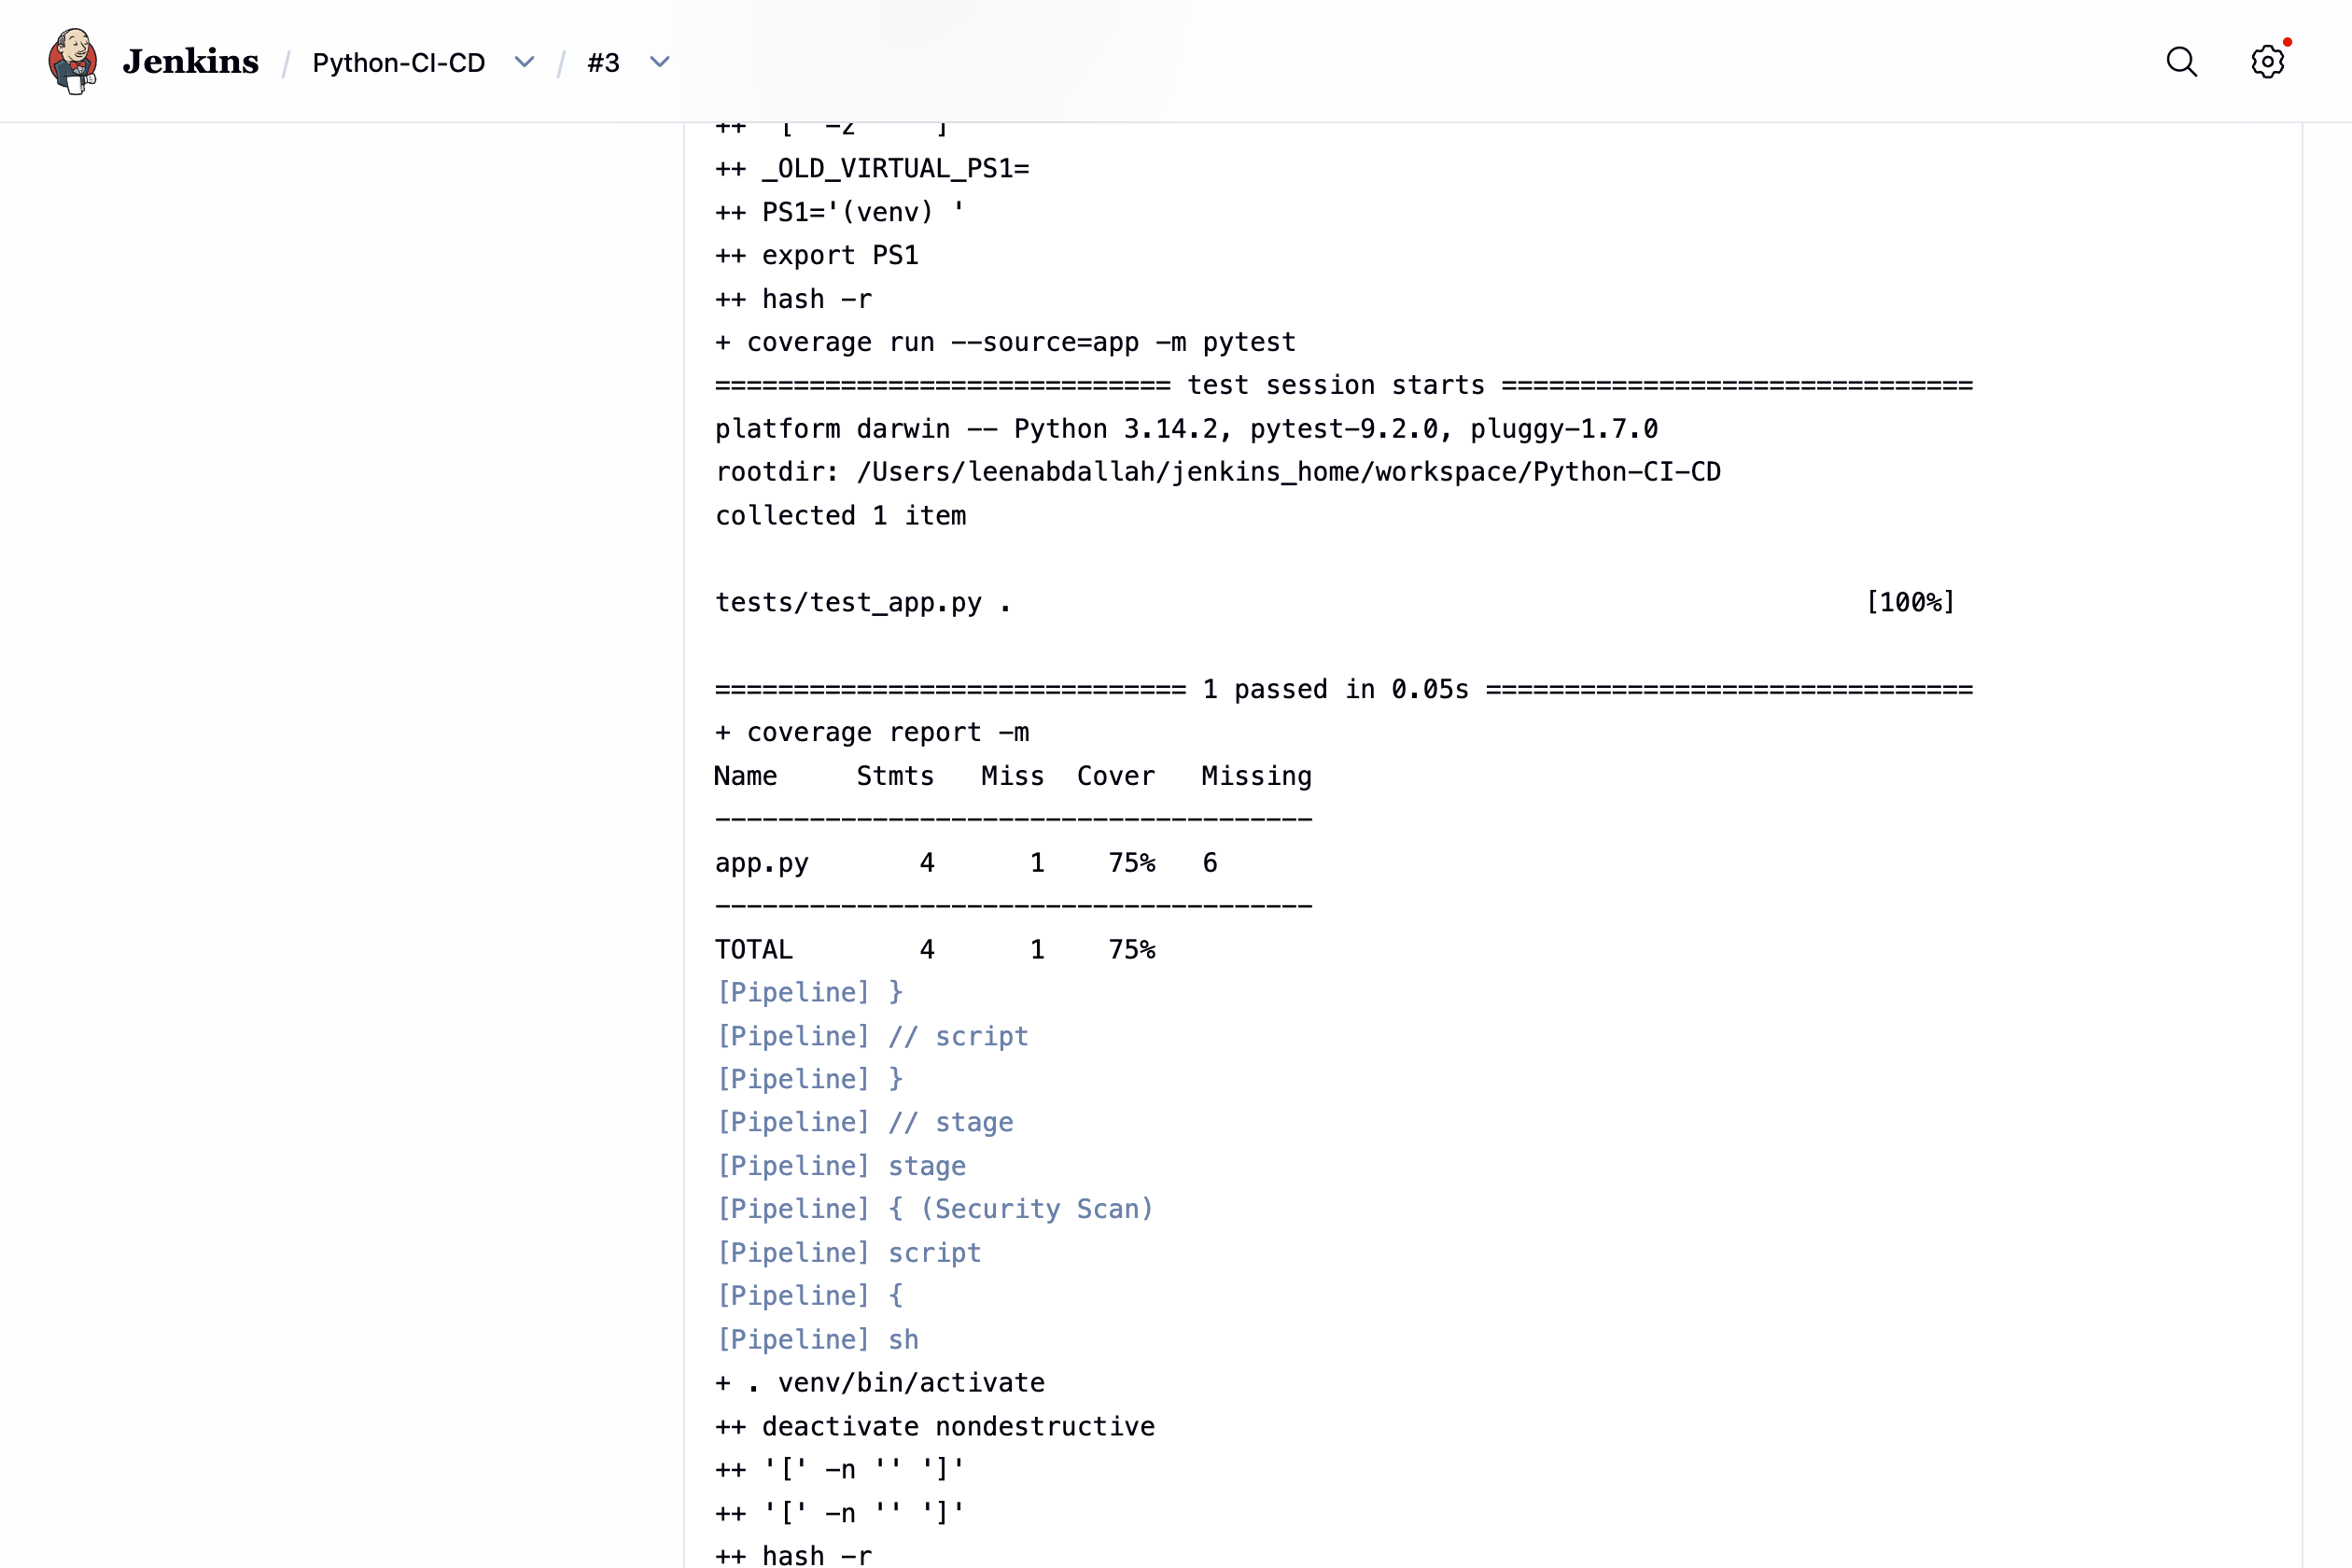 Jenkins / Python-CI-CD / #3
++ '[' -z '' ']'
++ _OLD_VIRTUAL_PS1=
++ PS1='(venv) '
++ export PS1
++ hash -r
+ coverage run --source=app -m pytest
============================= test session starts ==============================
platform darwin -- Python 3.14.2, pytest-9.2.0, pluggy-1.7.0
rootdir: /Users/leenabdallah/jenkins_home/workspace/Python-CI-CD
collected 1 item
tests/test_app.py .                                                      [100%]
============================== 1 passed in 0.05s ===============================
+ coverage report -m
Name     Stmts   Miss  Cover   Missing
--------------------------------------
app.py       4      1    75%   6
--------------------------------------
TOTAL        4      1    75%
[Pipeline] }
[Pipeline] // script
[Pipeline] }
[Pipeline] // stage
[Pipeline] stage
[Pipeline] { (Security Scan)
[Pipeline] script
[Pipeline] {
[Pipeline] sh
+ . venv/bin/activate
++ deactivate nondestructive
++ '[' -n '' ']'
++ '[' -n '' ']'
++ hash -r